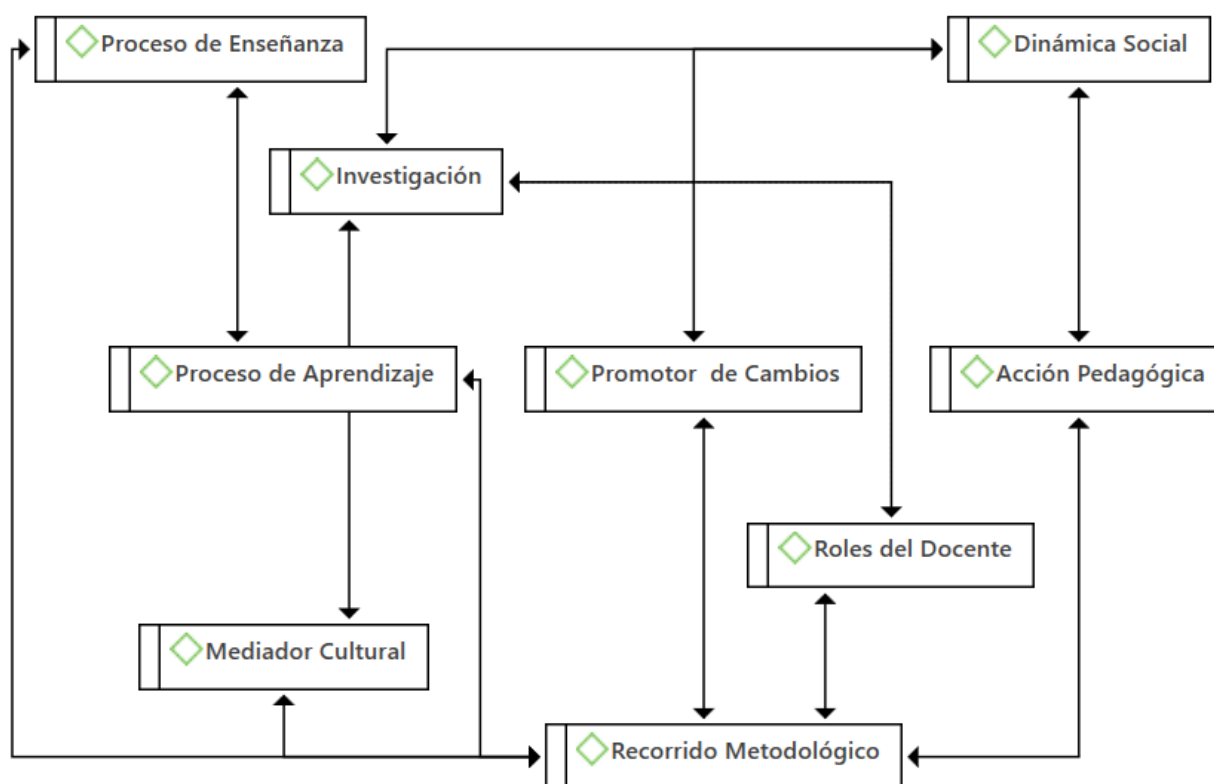 Proceso de Enseñanza
Dinámica Social
Investigación
Proceso de Aprendizaje
Promotor  de Cambios
Acción Pedagógica
Roles del Docente
Mediador Cultural
Recorrido Metodológico